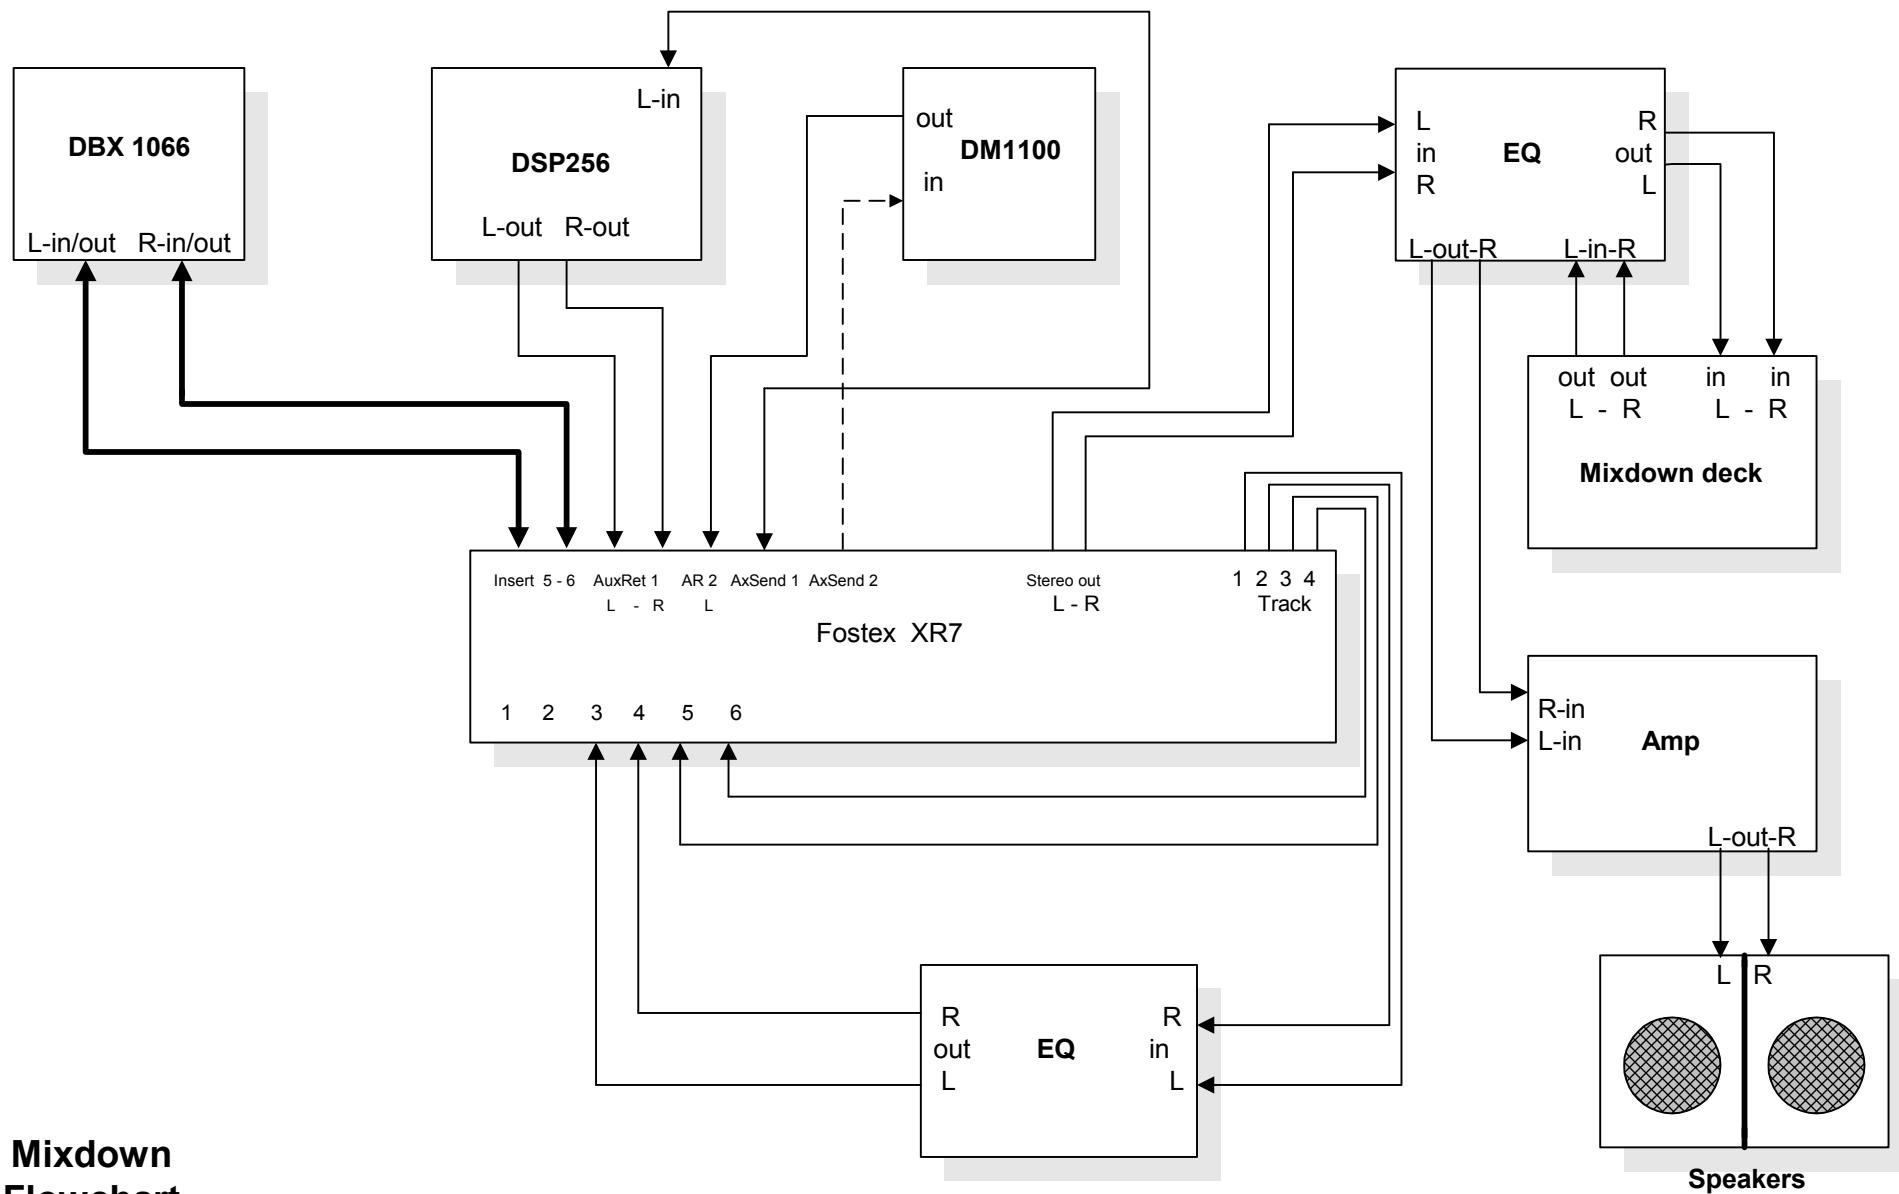 DBX 1066
L-in/out R-in/out
L-in
DSP256
L-out R-out
out
DM1100
in
L
in
R
EQ
R
out
L
L-out-R L-in-R
out out in in
L - R L - R
Mixdown deck
Insert 5 - 6 AuxRet 1 AR 2 AxSend 1 AxSend 2 Stereo out 1 2 3 4
L - R L L - R Track
Fostex XR7
1 2 3 4 5 6
R-in
L-in Amp
L-out-R
L R
Speakers
R
out
L
EQ
R
in
L
Mixdown
Flowchart